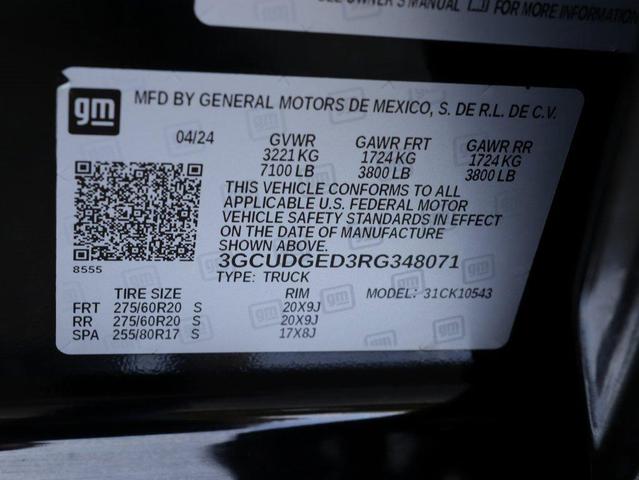 OWNER'S MANUAL FOR MORE INFORMATION
gm MFD BY GENERAL MOTORS DE MEXICO, S. DE R.L. DE C.V.
04/24 GVWR GAWR FRT GAWR RR
3221 KG 1724 KG 1724 KG
7100 LB 3800 LB 3800 LB
THIS VEHICLE CONFORMS TO ALL
APPLICABLE U.S. FEDERAL MOTOR
VEHICLE SAFETY STANDARDS IN EFFECT
ON THE DATE OF MANUFACTURE
SHOWN ABOVE.
8555 3GCUDGED3RG348071
TYPE: TRUCK
TIRE SIZE RIM MODEL: 31CK10543
FRT 275/60R20 S 20X9J
RR 275/60R20 S 20X9J
SPA 255/80R17 S 17X8J